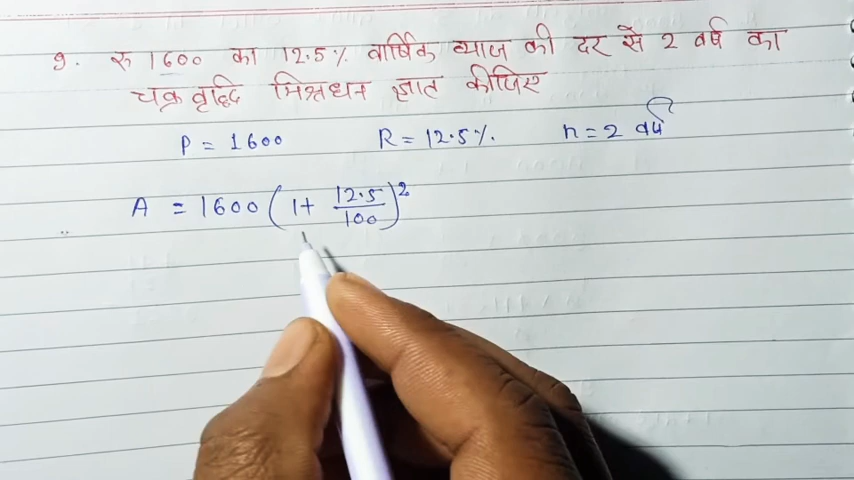 9. रु 1600 का 12.5% वार्षिक ब्याज की दर से 2 वर्ष का
चक्रवृद्धि मिश्रधन ज्ञात कीजिए
P = 1600 R = 12.5%. n = 2 वर्ष
A = 1600 ( 1 + 12.5/100 )²